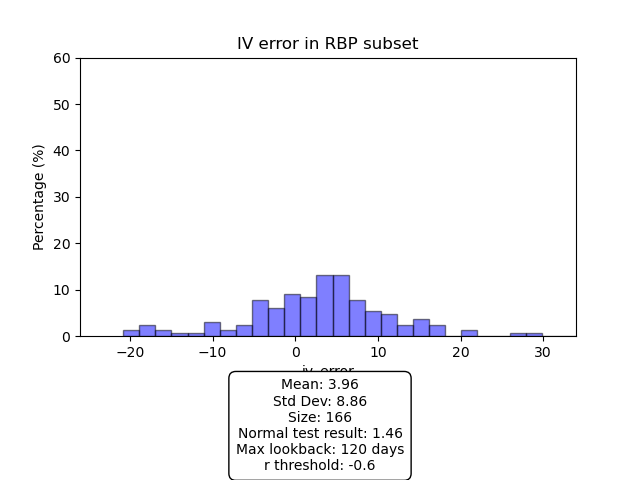 IV error in RBP subset
60
50
40
30
20
10
0
Percentage (%)
−20
−10
0
10
20
30
iv_error
Mean: 3.96
Std Dev: 8.86
Size: 166
Normal test result: 1.46
Max lookback: 120 days
r threshold: -0.6